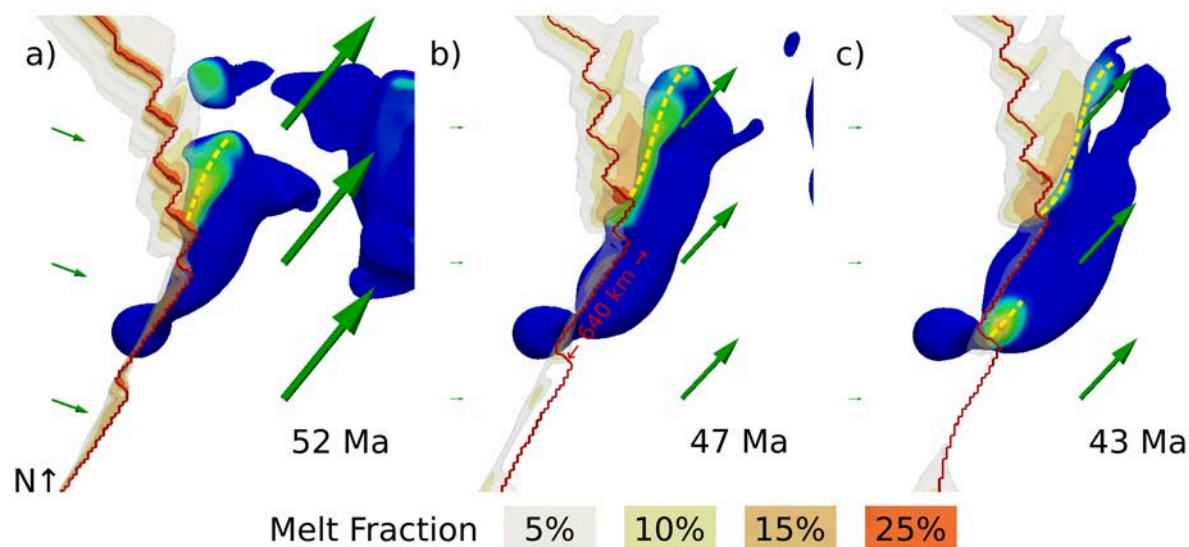 a)
b)
c)
← 640 km →
52 Ma
47 Ma
43 Ma
N↑
Melt Fraction 5% 10% 15% 25%